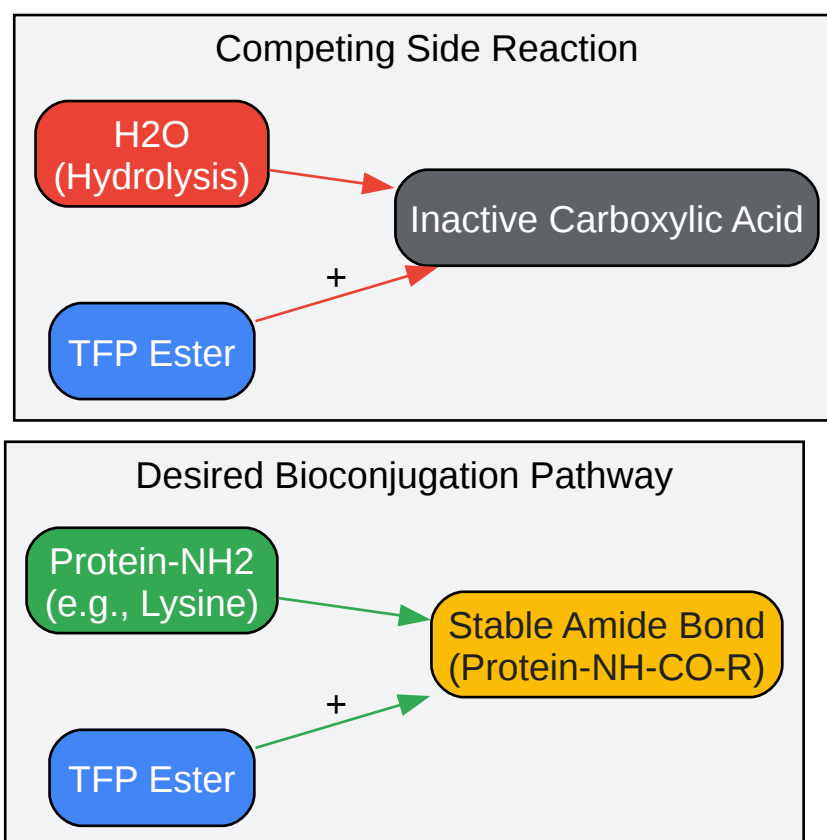 Competing Side Reaction
H2O
(Hydrolysis)
Inactive Carboxylic Acid
+
TFP Ester
Desired Bioconjugation Pathway
Protein-NH2
(e.g., Lysine)
Stable Amide Bond
(Protein-NH-CO-R)
+
TFP Ester